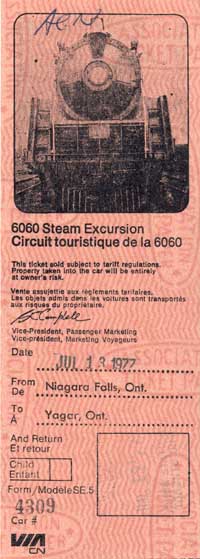 6060 Steam Excursion
Circuit touristique de la 6060
This ticket sold subject to tariff regulations.
Property taken into the car will be entirely
at owner's risk.
Vente assujettie aux règlements tarifaires.
Les objets admis dans les voitures sont transportés
aux risques du propriétaire.
Campbell
Vice-President, Passenger Marketing
Vice-président, Marketing Voyageurs
Date JUL 13 1977
From
De Niagara Falls, Ont.
To
À Yagar, Ont.
And Return
Et retour
Child
Enfant
Form/Modèle SE.5
4309
Car #
VIA
CN